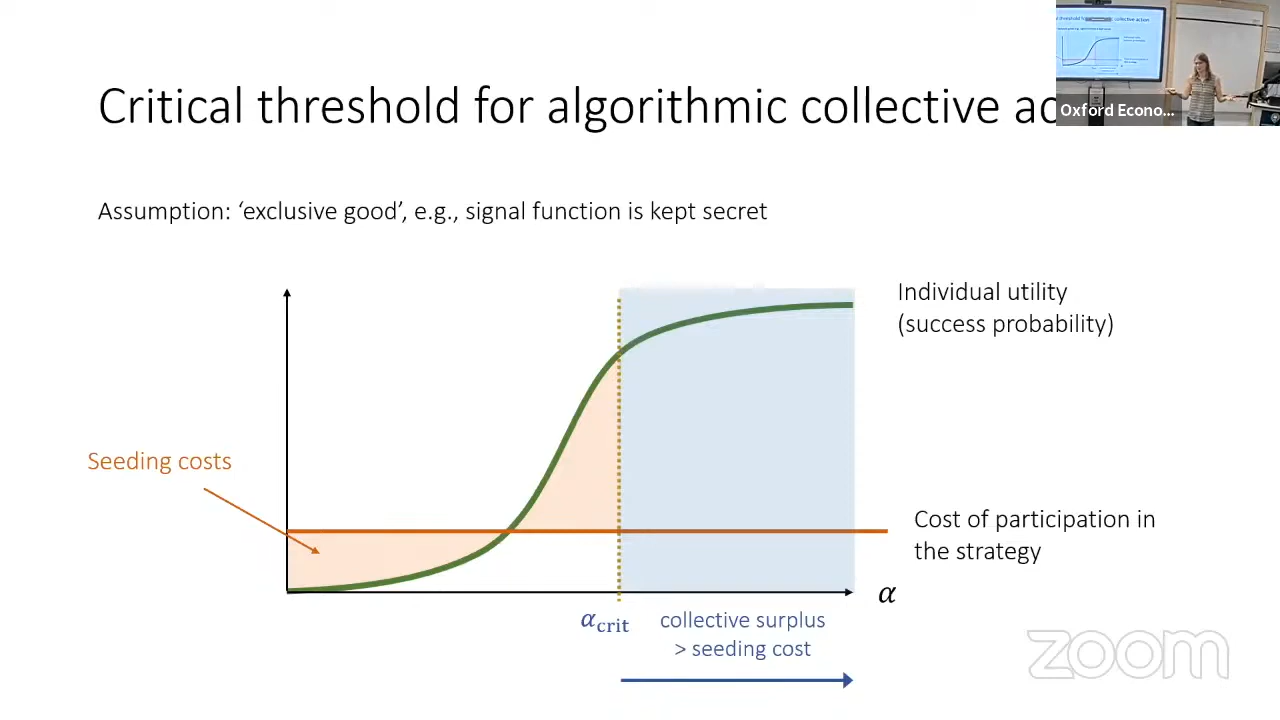 Critical threshold for algorithmic collective ac
Oxford Econo...
Assumption: ‘exclusive good’, e.g., signal function is kept secret
Individual utility
(success probability)
Seeding costs
Cost of participation in
the strategy
α
α_crit
collective surplus
> seeding cost
zoom